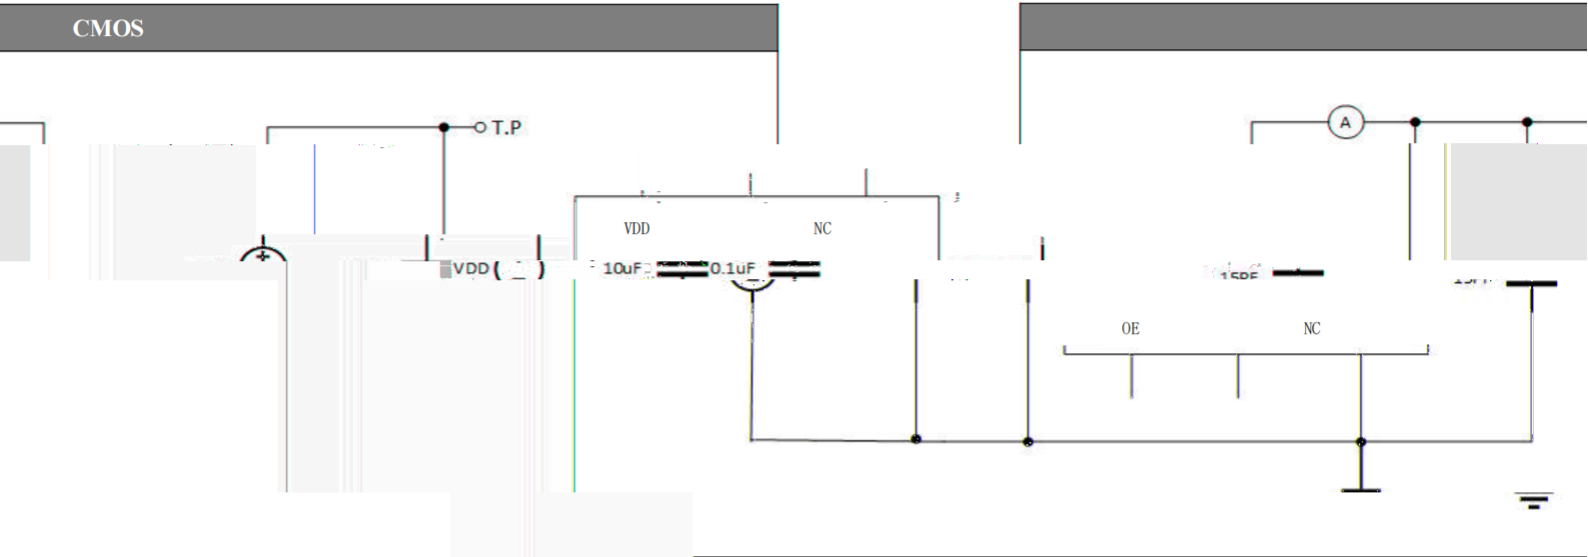 CMOS
T.P
A
VDD NC
VDD( ) 10uF 0.1uF
OE NC